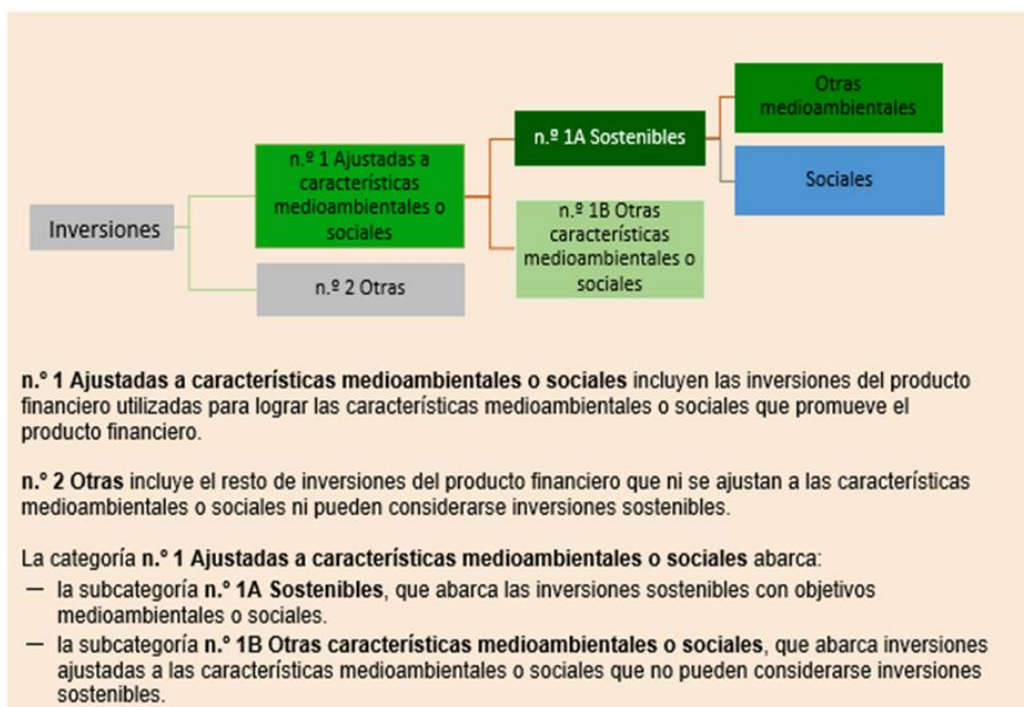 Otras
medioambientales
n.º 1A Sostenibles
n.º 1 Ajustadas a
características
medioambientales o
sociales
Sociales
Inversiones
n.º 1B Otras
características
medioambientales o
sociales
n.º 2 Otras
n.º 1 Ajustadas a características medioambientales o sociales incluyen las inversiones del producto
financiero utilizadas para lograr las características medioambientales o sociales que promueve el
producto financiero.
n.º 2 Otras incluye el resto de inversiones del producto financiero que ni se ajustan a las características
medioambientales o sociales ni pueden considerarse inversiones sostenibles.
La categoría n.º 1 Ajustadas a características medioambientales o sociales abarca:
— la subcategoría n.º 1A Sostenibles, que abarca las inversiones sostenibles con objetivos
medioambientales o sociales.
— la subcategoría n.º 1B Otras características medioambientales o sociales, que abarca inversiones
ajustadas a las características medioambientales o sociales que no pueden considerarse inversiones
sostenibles.